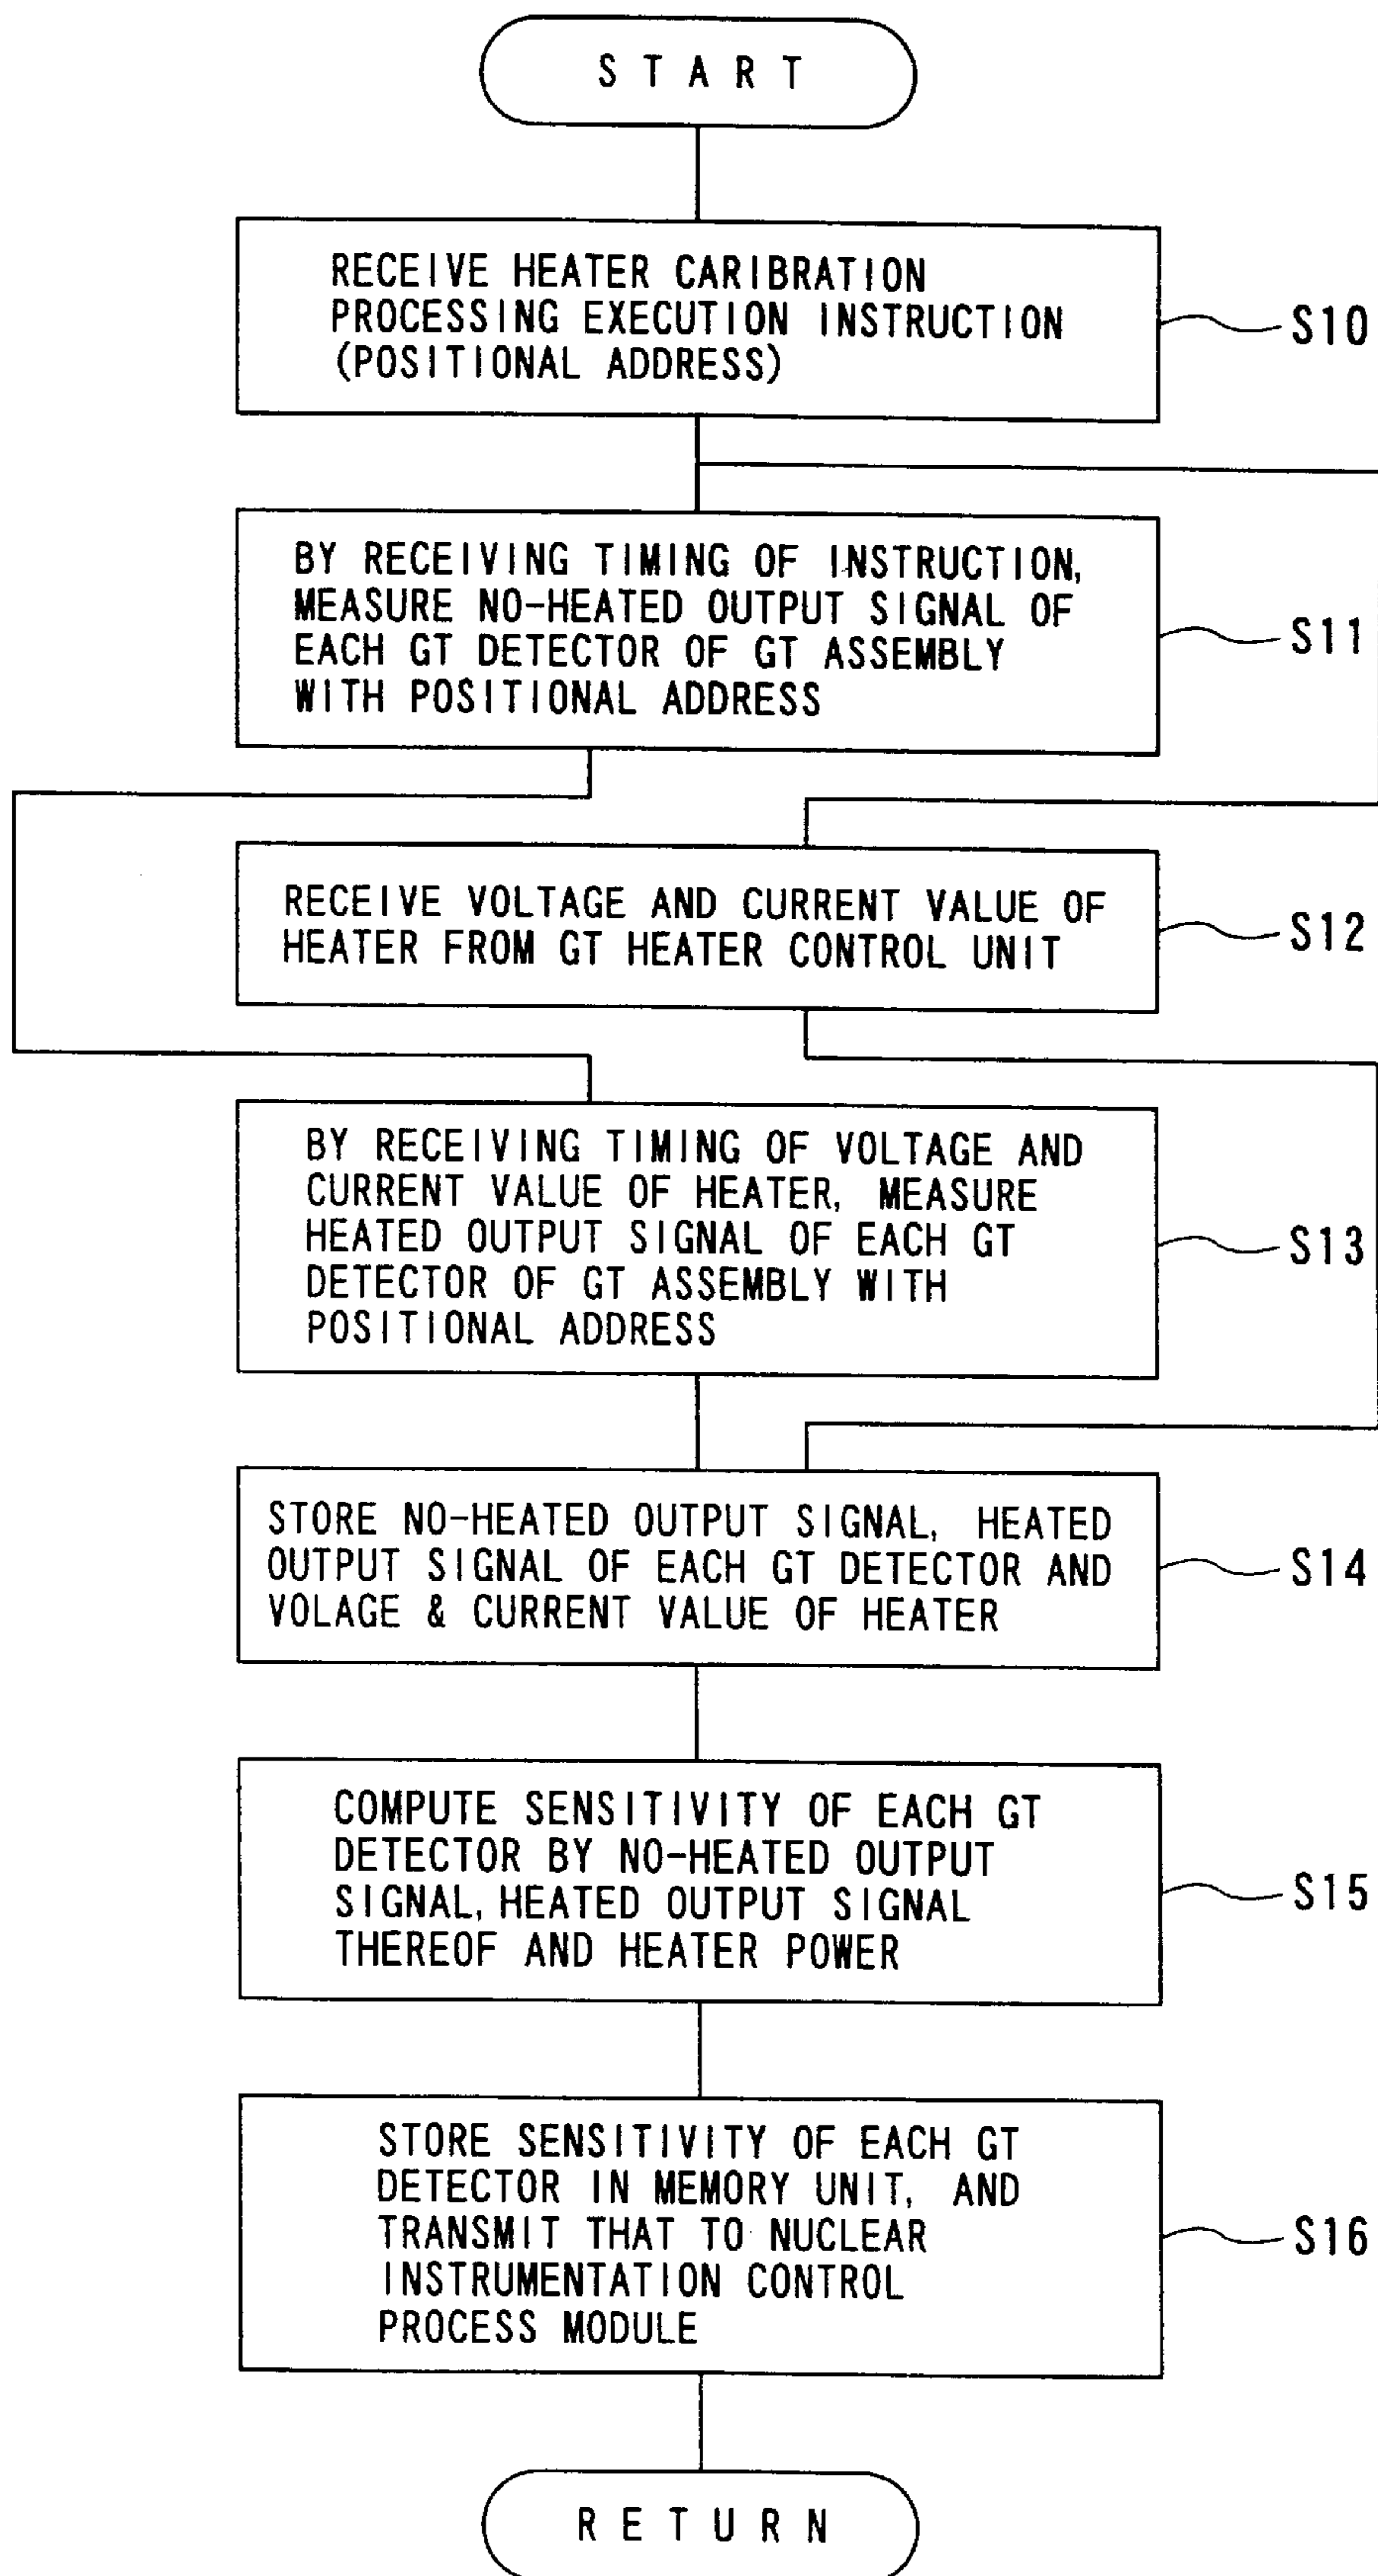 START
RECEIVE HEATER CARIBRATION
PROCESSING EXECUTION INSTRUCTION
(POSITIONAL ADDRESS)
S10
BY RECEIVING TIMING OF INSTRUCTION,
MEASURE NO-HEATED OUTPUT SIGNAL OF
EACH GT DETECTOR OF GT ASSEMBLY
WITH POSITIONAL ADDRESS
S11
RECEIVE VOLTAGE AND CURRENT VALUE OF
HEATER FROM GT HEATER CONTROL UNIT
S12
BY RECEIVING TIMING OF VOLTAGE AND
CURRENT VALUE OF HEATER, MEASURE
HEATED OUTPUT SIGNAL OF EACH GT
DETECTOR OF GT ASSEMBLY WITH
POSITIONAL ADDRESS
S13
STORE NO-HEATED OUTPUT SIGNAL, HEATED
OUTPUT SIGNAL OF EACH GT DETECTOR AND
VOLAGE & CURRENT VALUE OF HEATER
S14
COMPUTE SENSITIVITY OF EACH GT
DETECTOR BY NO-HEATED OUTPUT
SIGNAL, HEATED OUTPUT SIGNAL
THEREOF AND HEATER POWER
S15
STORE SENSITIVITY OF EACH GT
DETECTOR IN MEMORY UNIT, AND
TRANSMIT THAT TO NUCLEAR
INSTRUMENTATION CONTROL
PROCESS MODULE
S16
RETURN